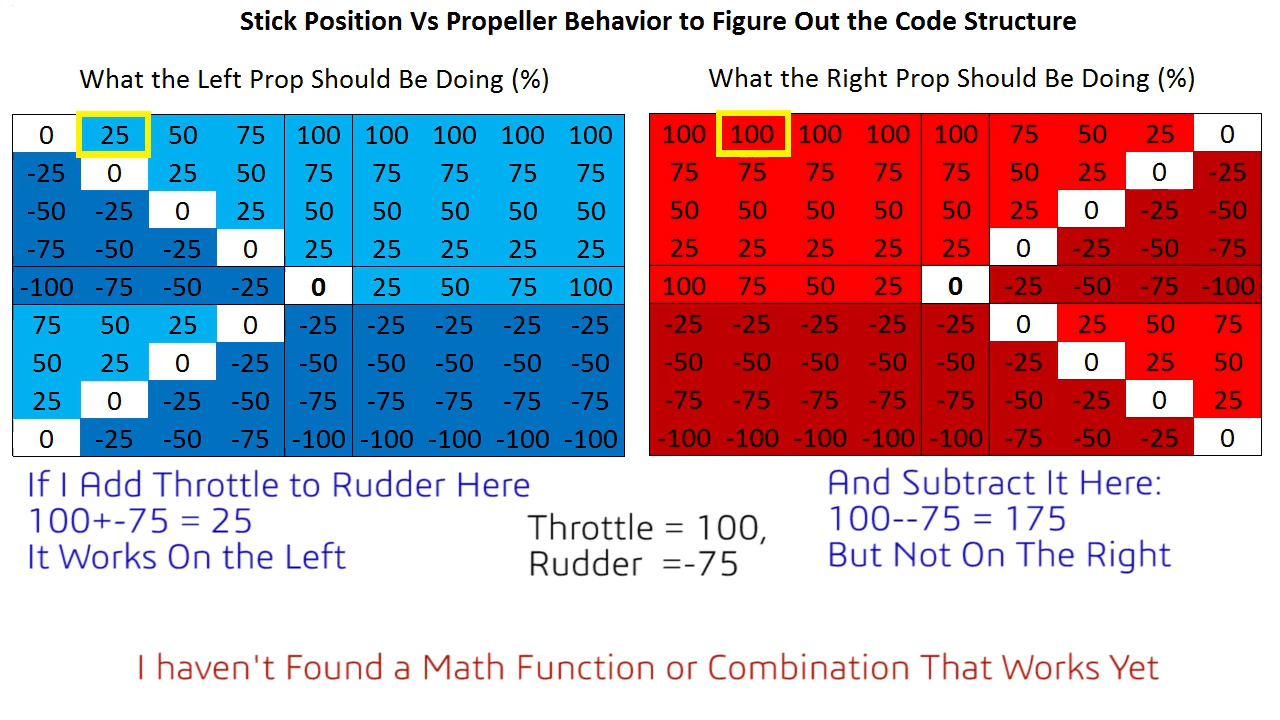 Stick Position Vs Propeller Behavior to Figure Out the Code Structure
What the Left Prop Should Be Doing (%)
0 25 50 75 100 100 100 100 100
-25 0 25 50 75 75 75 75 75
-50 -25 0 25 50 50 50 50 50
-75 -50 -25 0 25 25 25 25 25
-100 -75 -50 -25 0 25 50 75 100
75 50 25 0 -25 -25 -25 -25 -25
50 25 0 -25 -50 -50 -50 -50 -50
25 0 -25 -50 -75 -75 -75 -75 -75
0 -25 -50 -75 -100 -100 -100 -100 -100
What the Right Prop Should Be Doing (%)
100 100 100 100 100 75 50 25 0
75 75 75 75 75 50 25 0 -25
50 50 50 50 50 25 0 -25 -50
25 25 25 25 25 0 -25 -50 -75
100 75 50 25 0 -25 -50 -75 -100
-25 -25 -25 -25 -25 0 25 50 75
-50 -50 -50 -50 -50 -25 0 25 50
-75 -75 -75 -75 -75 -50 -25 0 25
-100 -100 -100 -100 -100 -75 -50 -25 0
If I Add Throttle to Rudder Here
100+-75 = 25
It Works On the Left
Throttle = 100,
Rudder =-75
And Subtract It Here:
100--75 = 175
But Not On The Right
I haven't Found a Math Function or Combination That Works Yet